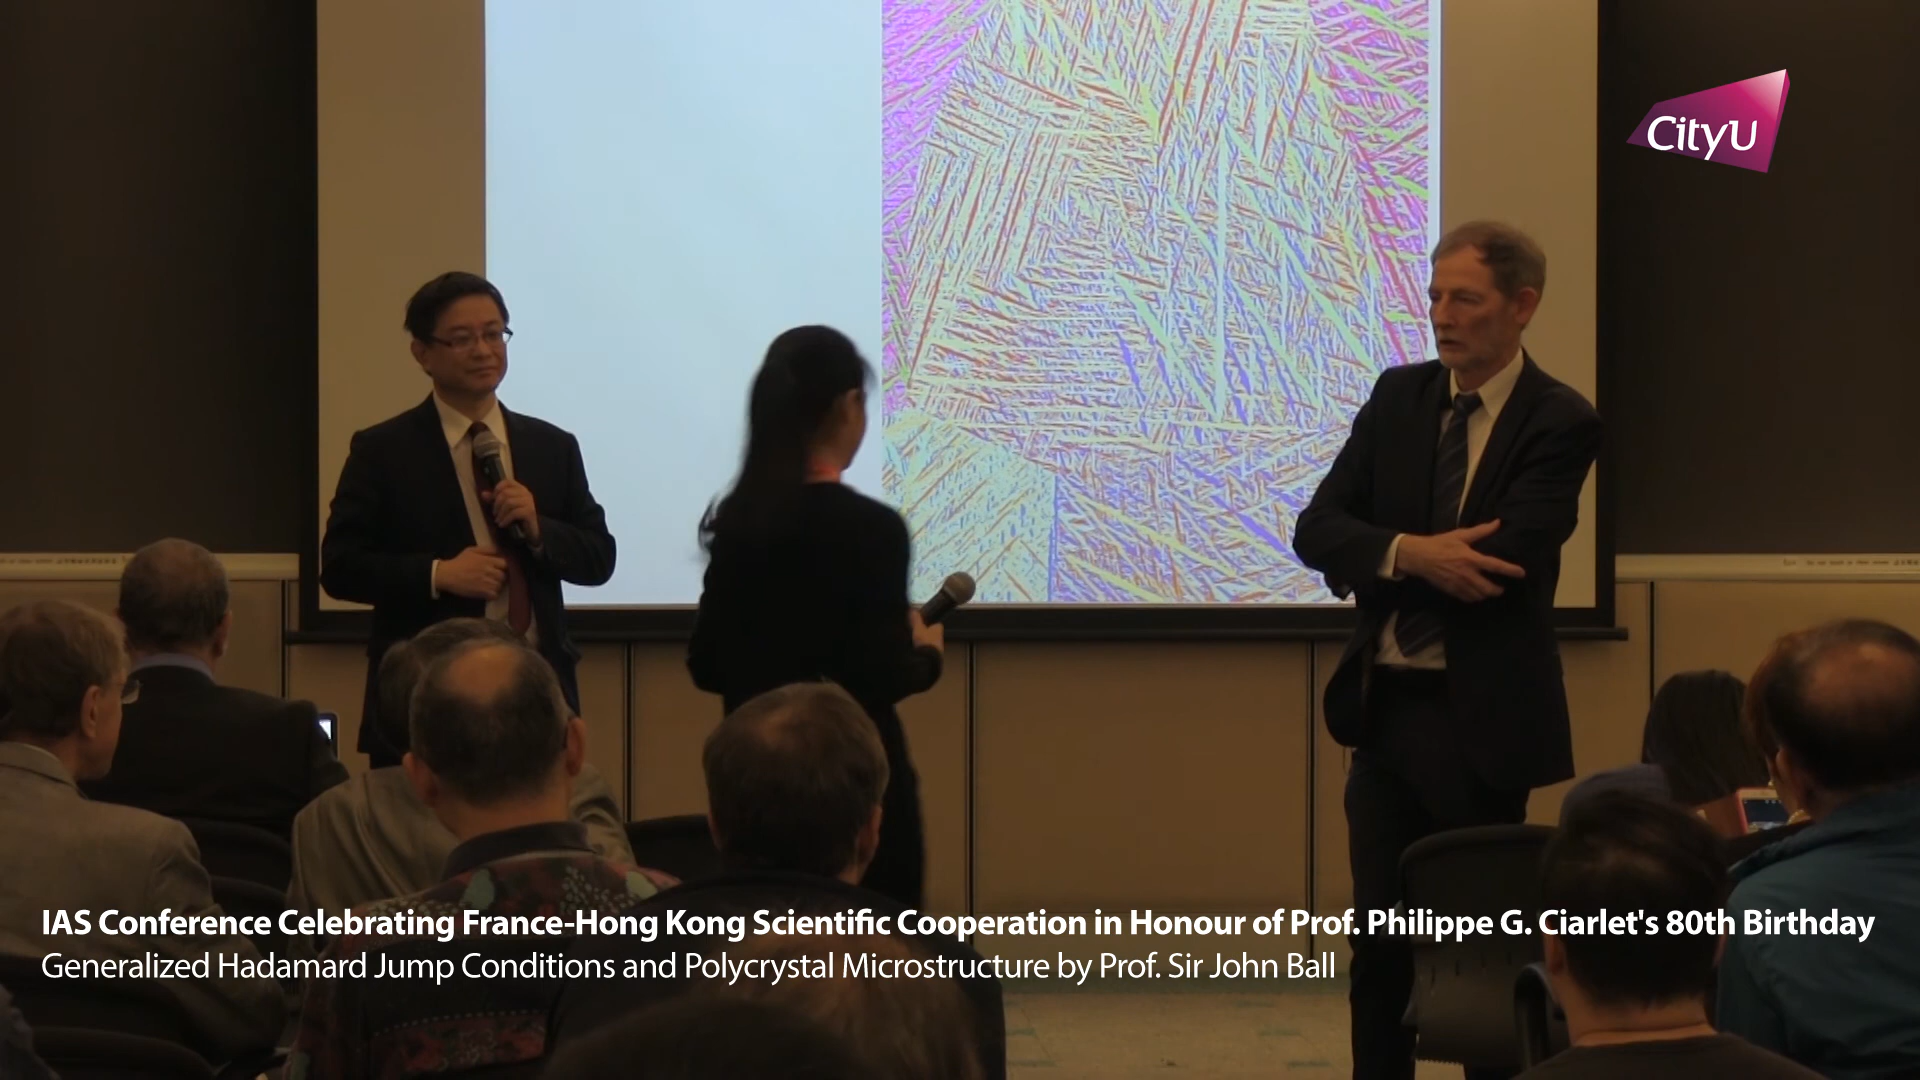 CityU
IAS Conference Celebrating France-Hong Kong Scientific Cooperation in Honour of Prof. Philippe G. Ciarlet's 80th Birthday
Generalized Hadamard Jump Conditions and Polycrystal Microstructure by Prof. Sir John Ball